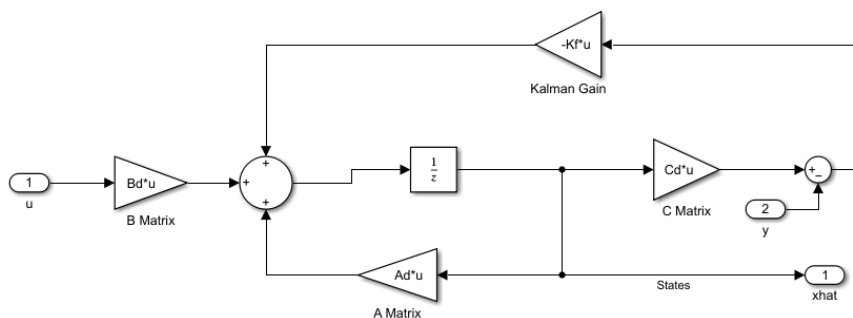 -Kf*u
Kalman Gain
1
u
Bd*u
B Matrix
+
+
+
1
z
Cd*u
C Matrix
+
−
2
y
Ad*u
A Matrix
States
1
xhat